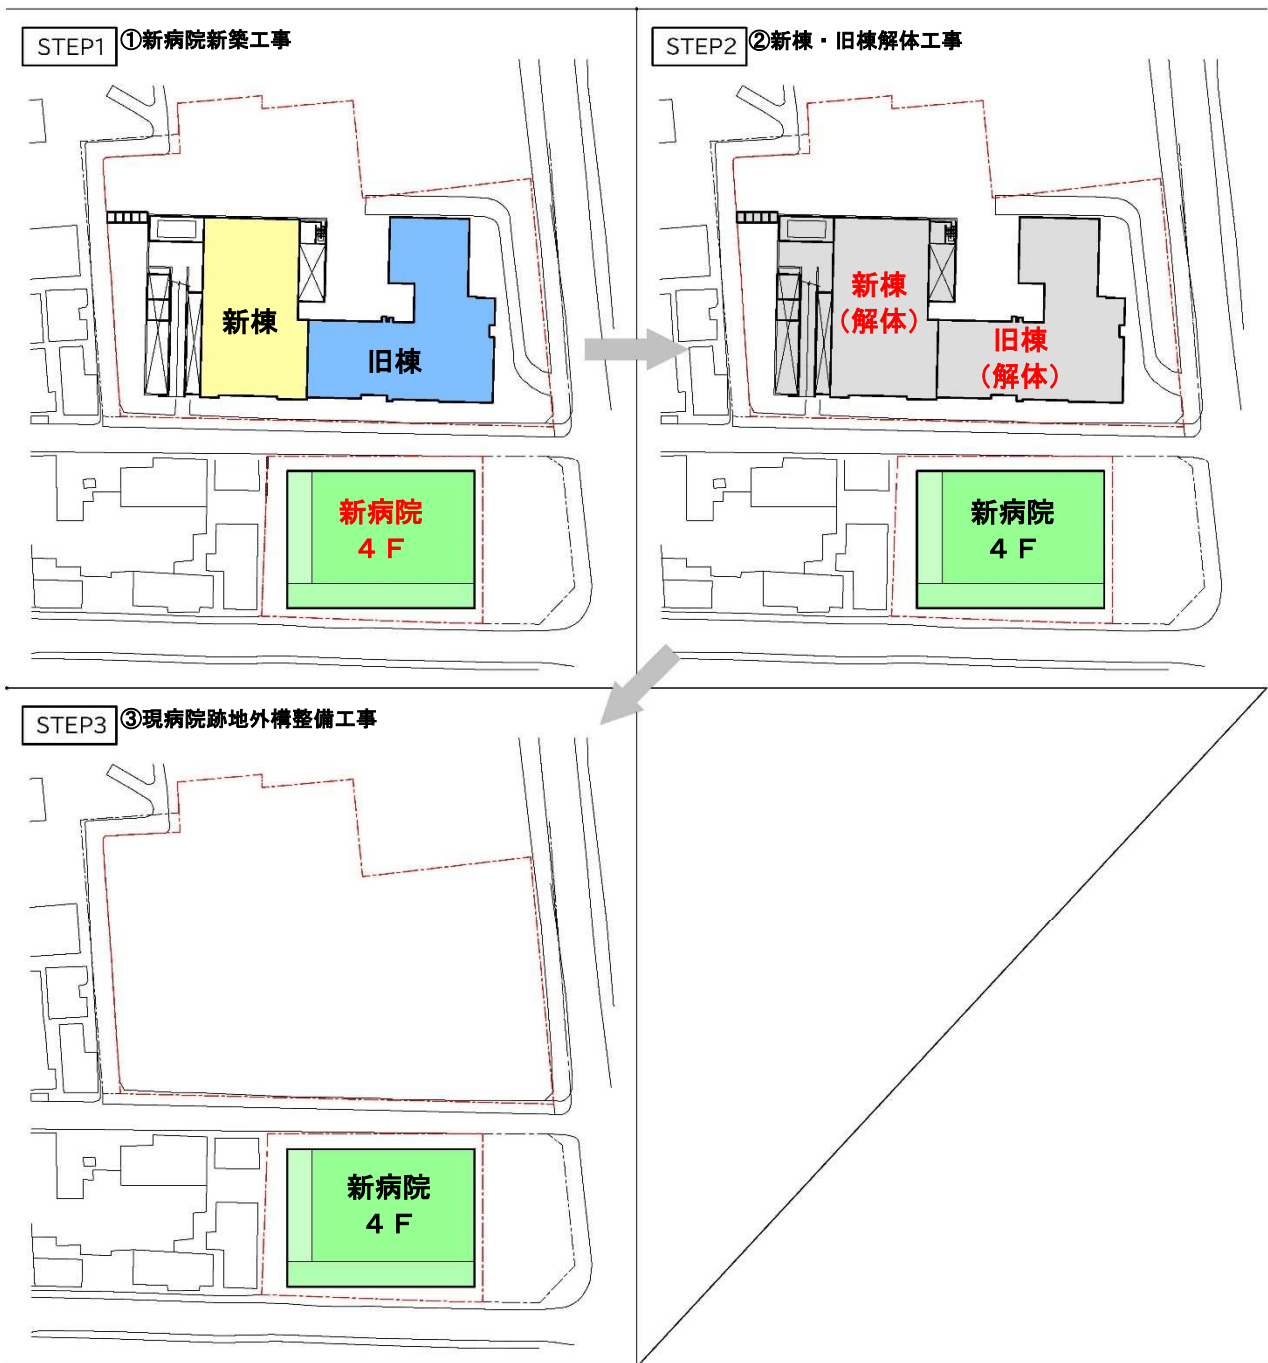 STEP1 ①新病院新築工事
新棟
旧棟
新病院
４Ｆ
STEP2 ②新棟・旧棟解体工事
新棟
（解体）
旧棟
（解体）
新病院
４Ｆ
STEP3 ③現病院跡地外構整備工事
新病院
４Ｆ